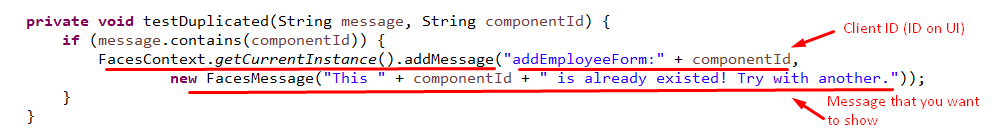 private void testDuplicated(String message, String componentId) {
if (message.contains(componentId)) {
FacesContext.getCurrentInstance().addMessage("addEmployeeForm:" + componentId,
new FacesMessage("This " + componentId + " is already existed! Try with another."));
}
}
Client ID (ID on UI)
Message that you want
to show